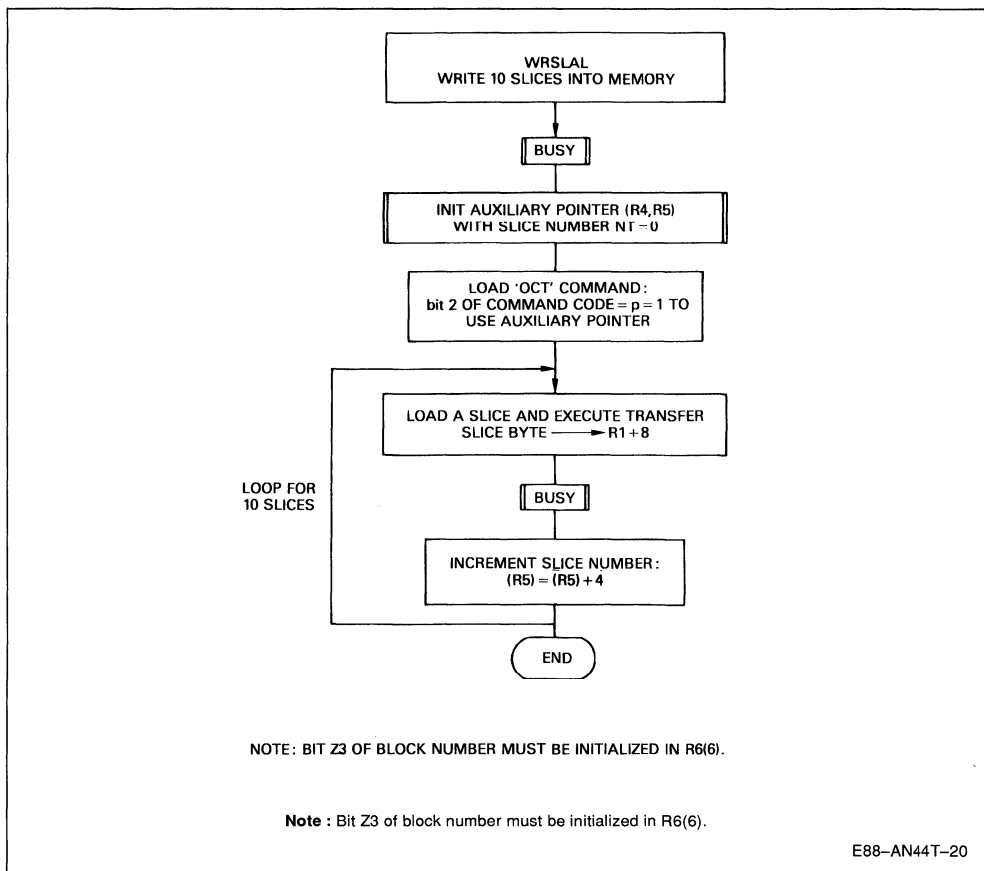 WRSLAL
WRITE 10 SLICES INTO MEMORY
BUSY
INIT AUXILIARY POINTER (R4,R5)
WITH SLICE NUMBER NT=0
LOAD 'OCT' COMMAND:
bit 2 OF COMMAND CODE = p = 1 TO
USE AUXILIARY POINTER
LOAD A SLICE AND EXECUTE TRANSFER
SLICE BYTE → R1+8
LOOP FOR
10 SLICES
BUSY
INCREMENT SLICE NUMBER:
(R5) = (R5) + 4
END
NOTE: BIT Z3 OF BLOCK NUMBER MUST BE INITIALIZED IN R6(6).
Note : Bit Z3 of block number must be initialized in R6(6).
E88–AN44T–20